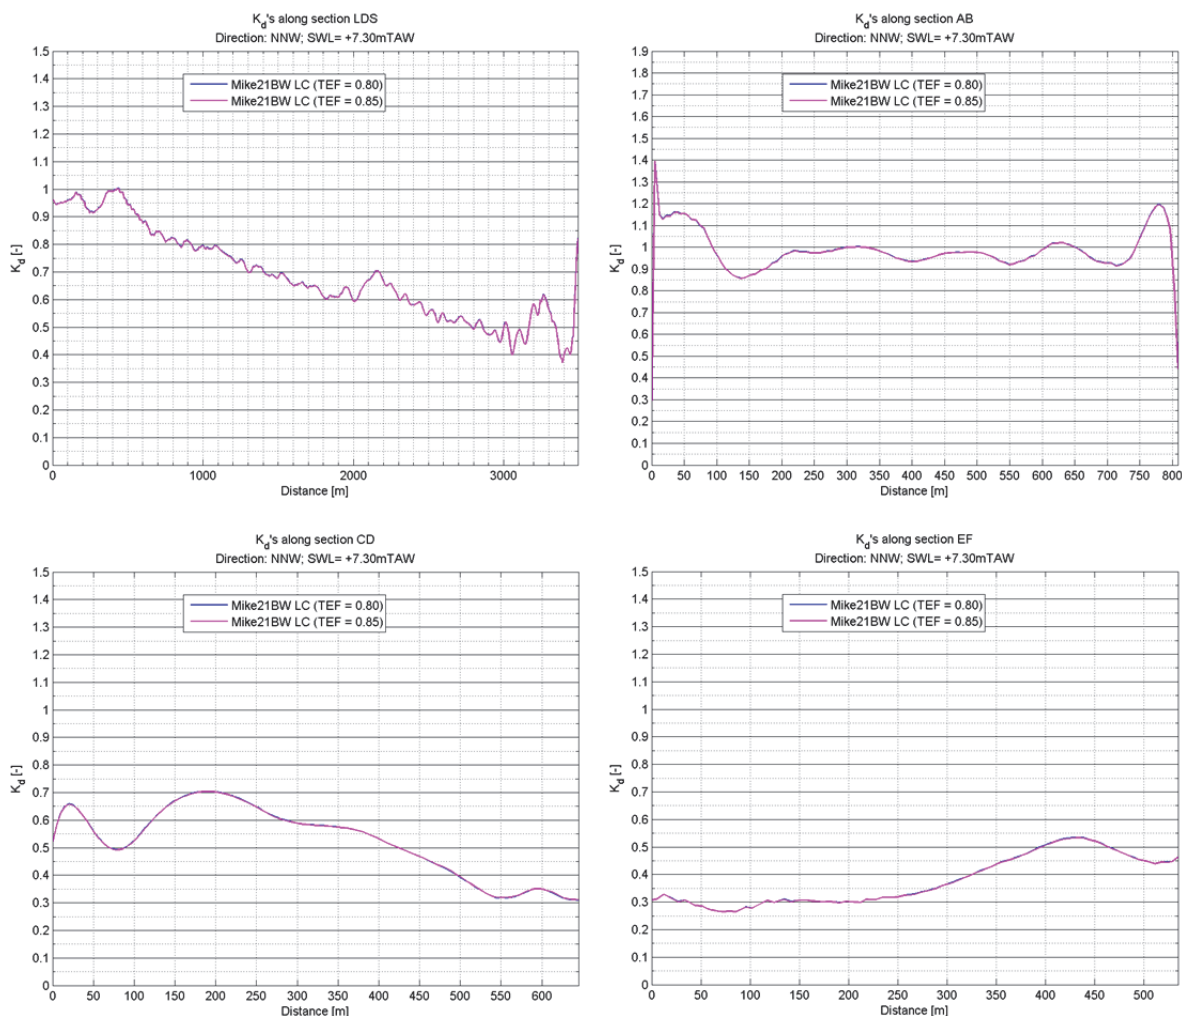 K_d's along section LDS
Direction: NNW; SWL= +7.30mTAW
1.5
1.4
1.3
1.2
1.1
1
0.9
0.8
0.7
0.6
0.5
0.4
0.3
0.2
0.1
0
K_d [-]
Mike21BW LC (TEF = 0.80)
Mike21BW LC (TEF = 0.85)
0 1000 2000 3000
Distance [m]
K_d's along section AB
Direction: NNW; SWL= +7.30mTAW
1.9
1.8
1.7
1.6
1.5
1.4
1.3
1.2
1.1
1
0.9
0.8
0.7
0.6
0.5
0.4
0.3
0.2
0.1
0
K_d [-]
Mike21BW LC (TEF = 0.80)
Mike21BW LC (TEF = 0.85)
0 50 100 150 200 250 300 350 400 450 500 550 600 650 700 750 800
Distance [m]
K_d's along section CD
Direction: NNW; SWL= +7.30mTAW
1.5
1.4
1.3
1.2
1.1
1
0.9
0.8
0.7
0.6
0.5
0.4
0.3
0.2
0.1
0
K_d [-]
Mike21BW LC (TEF = 0.80)
Mike21BW LC (TEF = 0.85)
0 50 100 150 200 250 300 350 400 450 500 550 600
Distance [m]
K_d's along section EF
Direction: NNW; SWL= +7.30mTAW
1.5
1.4
1.3
1.2
1.1
1
0.9
0.8
0.7
0.6
0.5
0.4
0.3
0.2
0.1
0
K_d [-]
Mike21BW LC (TEF = 0.80)
Mike21BW LC (TEF = 0.85)
0 50 100 150 200 250 300 350 400 450 500
Distance [m]